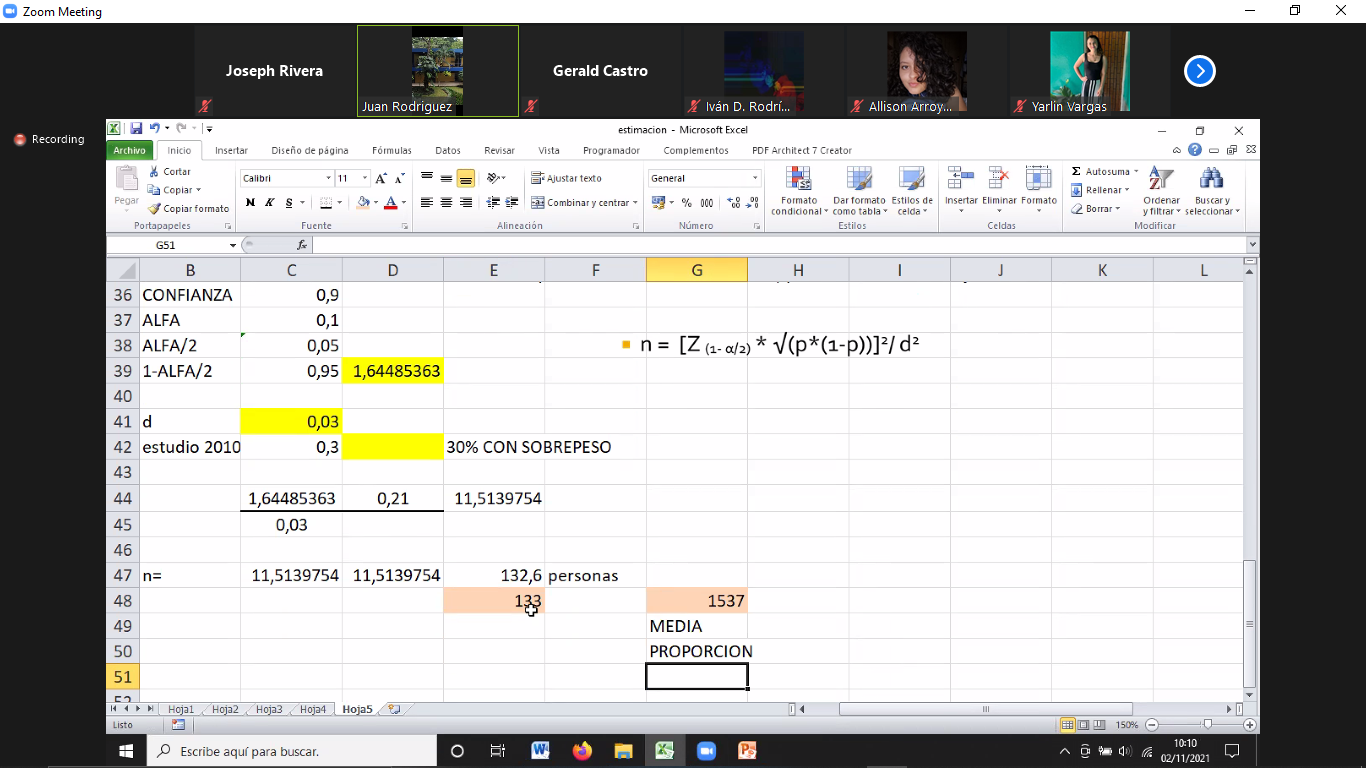 Zoom Meeting
Joseph Rivera
Juan Rodriguez
Gerald Castro
Iván D. Rodrí...
Allison Arroy...
Yarlin Vargas
Recording
estimacion - Microsoft Excel
Archivo Inicio Insertar Diseño de página Fórmulas Datos Revisar Vista Programador Complementos PDF Architect 7 Creator
Pegar
Cortar
Copiar
Copiar formato
Portapapeles
Calibri 11
N K S
Fuente
Ajustar texto
Combinar y centrar
Alineación
General
% 000
Número
Formato condicional
Dar formato como tabla
Estilos de celda
Estilos
Insertar Eliminar Formato
Celdas
Σ Autosuma
Rellenar
Borrar
Ordenar y filtrar
Buscar y seleccionar
Modificar
G51 fx
B C D E F G H I J K L
36 CONFIANZA 0,9
37 ALFA 0,1
38 ALFA/2 0,05
n = [Z (1- α/2) * √(p*(1-p))]²/ d²
39 1-ALFA/2 0,95 1,64485363
40
41 d 0,03
42 estudio 2010 0,3 30% CON SOBREPESO
43
44 1,64485363 0,21 11,5139754
45 0,03
46
47 n= 11,5139754 11,5139754 132,6 personas
48 133 1537
49 MEDIA
50 PROPORCION
51
52
Hoja1 Hoja2 Hoja3 Hoja4 Hoja5
Listo
150%
Escribe aquí para buscar.
10:10
02/11/2021